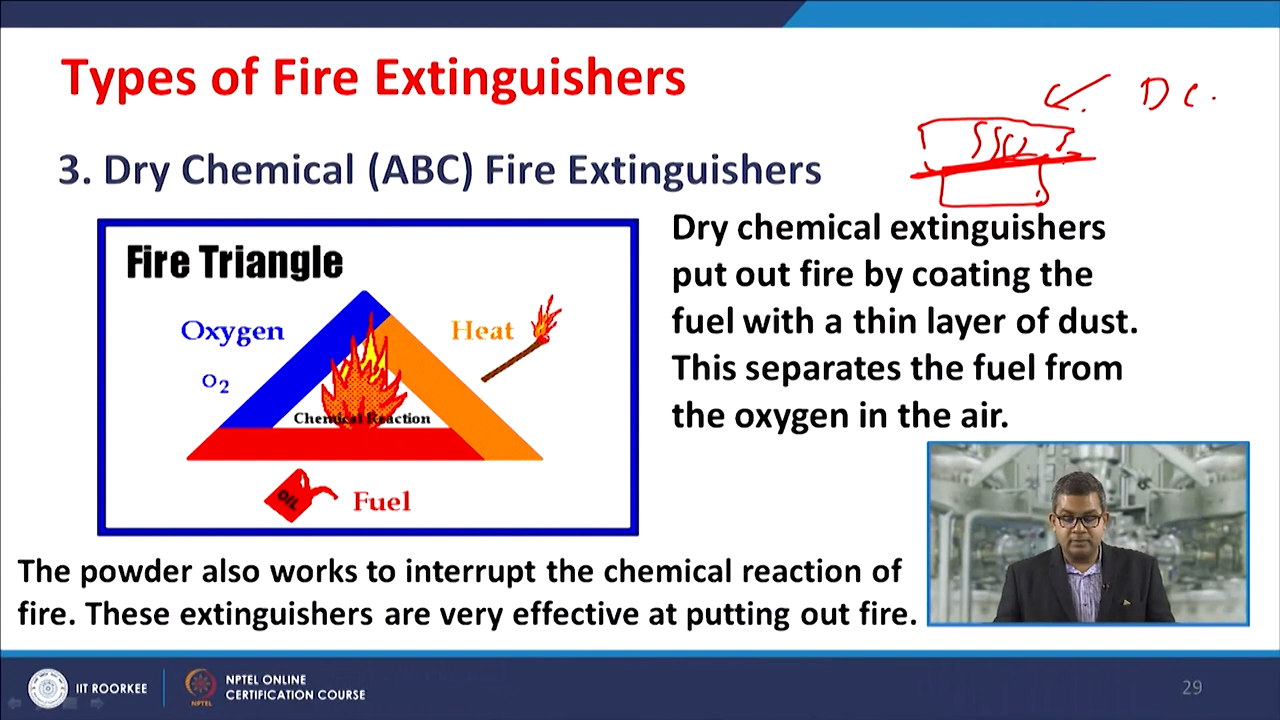 Types of Fire Extinguishers
D C.
3. Dry Chemical (ABC) Fire Extinguishers
Fire Triangle
Oxygen
Heat
O2
Chemical Reaction
OIL
Fuel
Dry chemical extinguishers
put out fire by coating the
fuel with a thin layer of dust.
This separates the fuel from
the oxygen in the air.
The powder also works to interrupt the chemical reaction of
fire. These extinguishers are very effective at putting out fire.
IIT ROORKEE
NPTEL
NPTEL ONLINE
CERTIFICATION COURSE
29